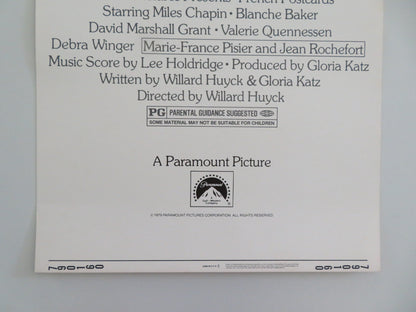 Presents "French Postcards"
Starring Miles Chapin • Blanche Baker
David Marshall Grant • Valerie Quennessen
Debra Winger Marie-France Pisier and Jean Rochefort
Music Score by Lee Holdridge • Produced by Gloria Katz
Written by Willard Huyck & Gloria Katz
Directed by Willard Huyck
PG PARENTAL GUIDANCE SUGGESTED
SOME MATERIAL MAY NOT BE SUITABLE FOR CHILDREN
A Paramount Picture
Paramount
© 1979 PARAMOUNT PICTURES CORPORATION. ALL RIGHTS RESERVED.
790160
790160